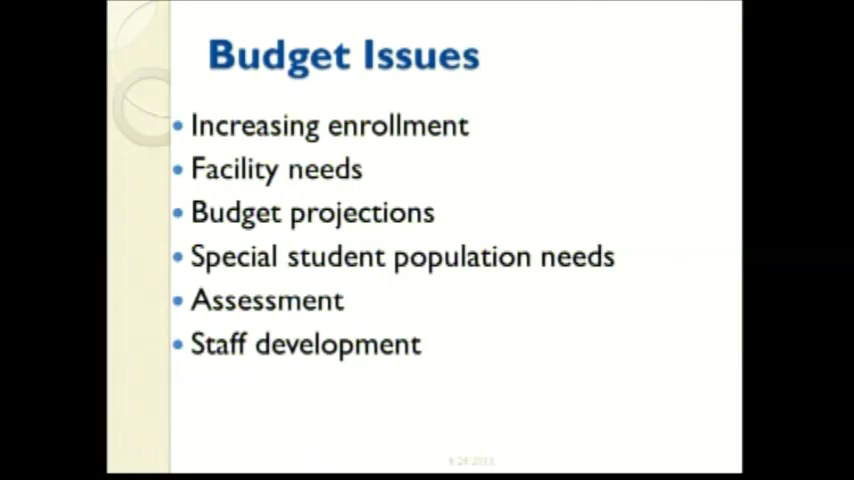 Budget Issues
Increasing enrollment
Facility needs
Budget projections
Special student population needs
Assessment
Staff development